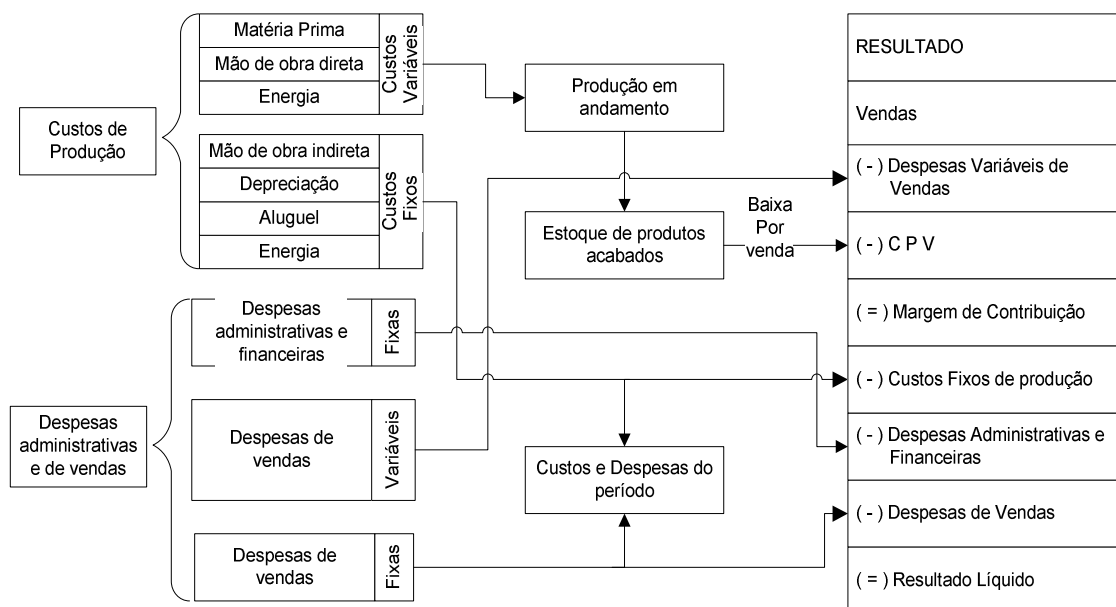 Custos de
Produção
Matéria Prima
Mão de obra direta
Energia
Custos
Variáveis
Mão de obra indireta
Depreciação
Aluguel
Energia
Custos
Fixos
Despesas
administrativas
e de vendas
Despesas
administrativas e
financeiras
Fixas
Despesas de
vendas
Variáveis
Despesas de
vendas
Fixas
Produção em
andamento
Estoque de produtos
acabados
Baixa
Por
venda
Custos e Despesas do
período
RESULTADO
Vendas
( - ) Despesas Variáveis de
Vendas
( - ) C P V
( = ) Margem de Contribuição
( - ) Custos Fixos de produção
( - ) Despesas Administrativas e
Financeiras
( - ) Despesas de Vendas
( = ) Resultado Líquido